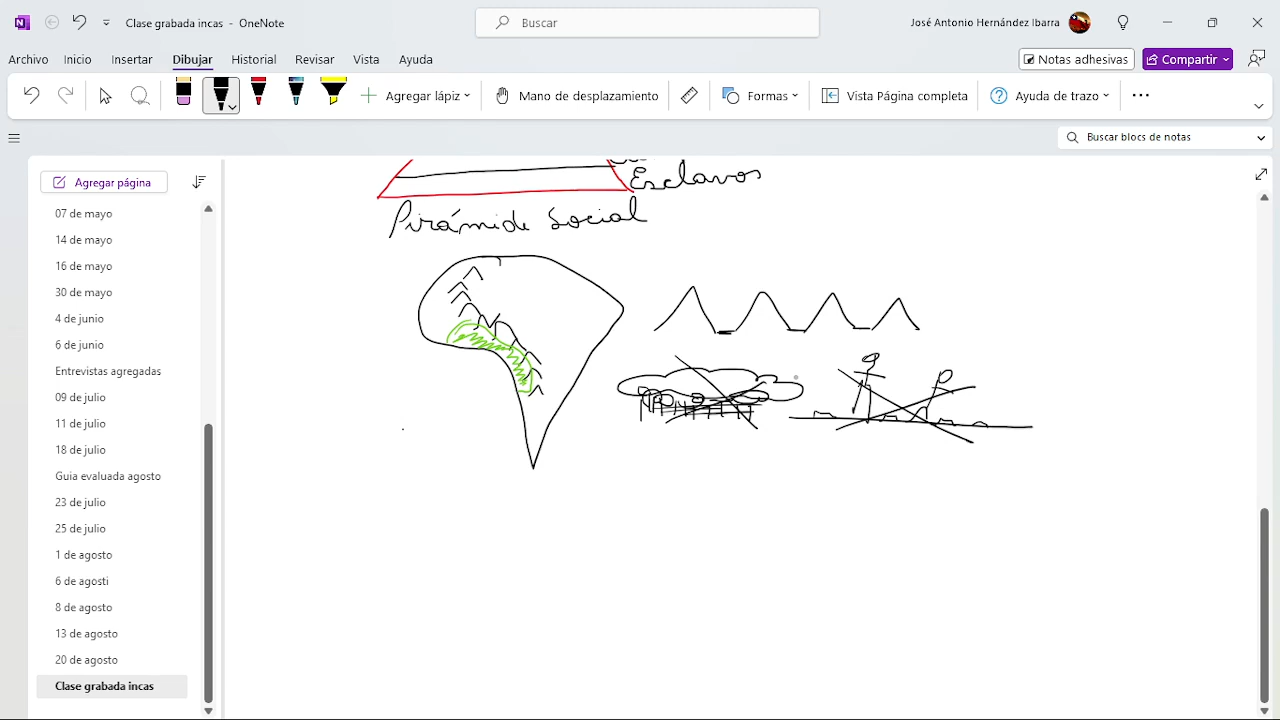 Clase grabada incas - OneNote
Buscar
José Antonio Hernández Ibarra
Archivo Inicio Insertar Dibujar Historial Revisar Vista Ayuda
Notas adhesivas
Compartir
Agregar lápiz
Mano de desplazamiento
Formas
Vista Página completa
Ayuda de trazo
Buscar blocs de notas
Agregar página
07 de mayo
14 de mayo
16 de mayo
30 de mayo
4 de junio
6 de junio
Entrevistas agregadas
09 de julio
11 de julio
18 de julio
Guia evaluada agosto
23 de julio
25 de julio
1 de agosto
6 de agosti
8 de agosto
13 de agosto
20 de agosto
Clase grabada incas
Esclavos
Pirámide Social